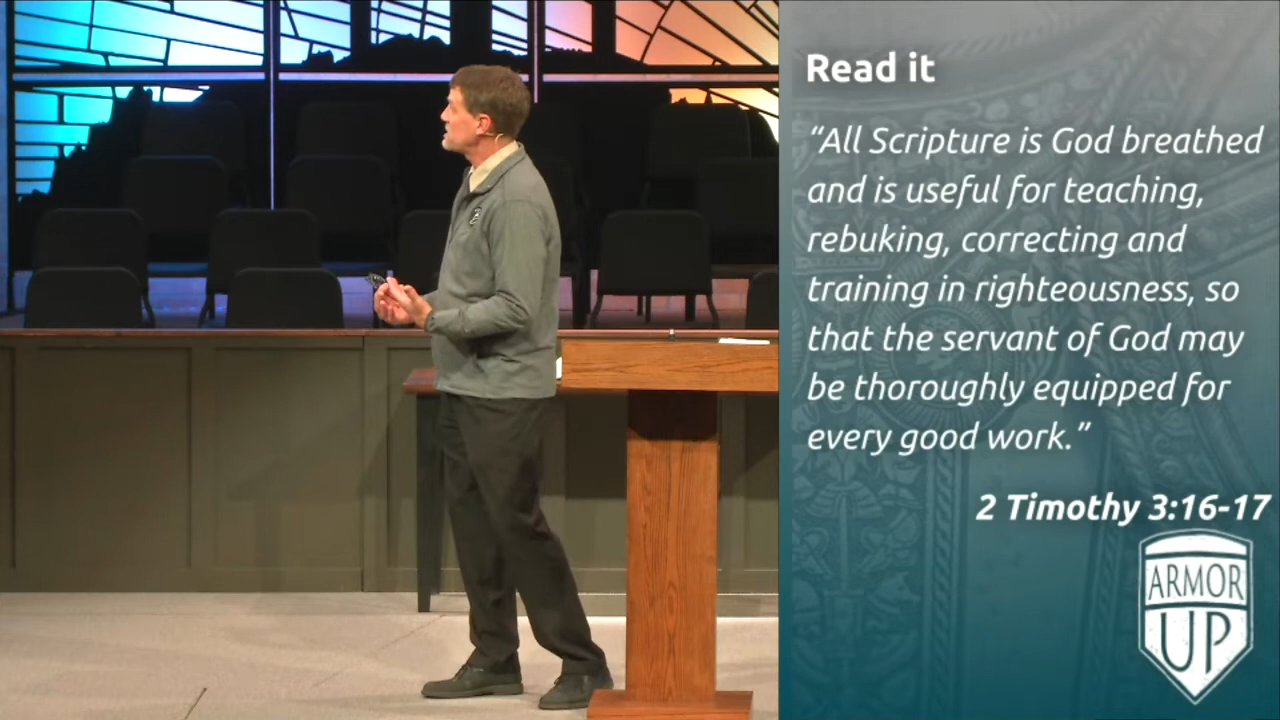 Read it
“All Scripture is God breathed
and is useful for teaching,
rebuking, correcting and
training in righteousness, so
that the servant of God may
be thoroughly equipped for
every good work.”
2 Timothy 3:16-17
ARMOR
UP